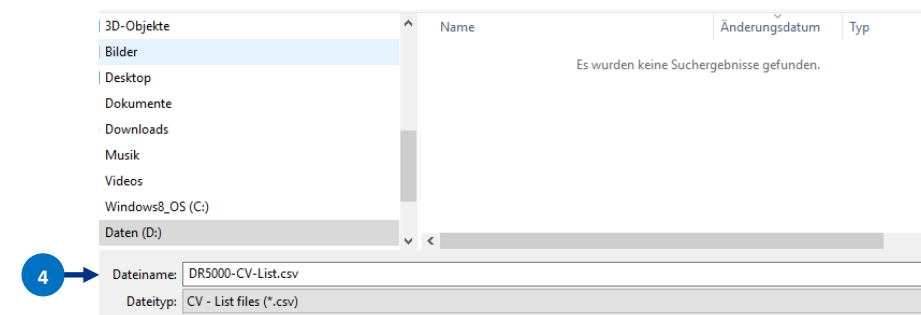 3D-Objekte
Bilder
Desktop
Dokumente
Downloads
Musik
Videos
Windows8_OS (C:)
Daten (D:)
Name Änderungsdatum Typ
Es wurden keine Suchergebnisse gefunden.
4
Dateiname: DR5000-CV-List.csv
Dateityp: CV - List files (*.csv)